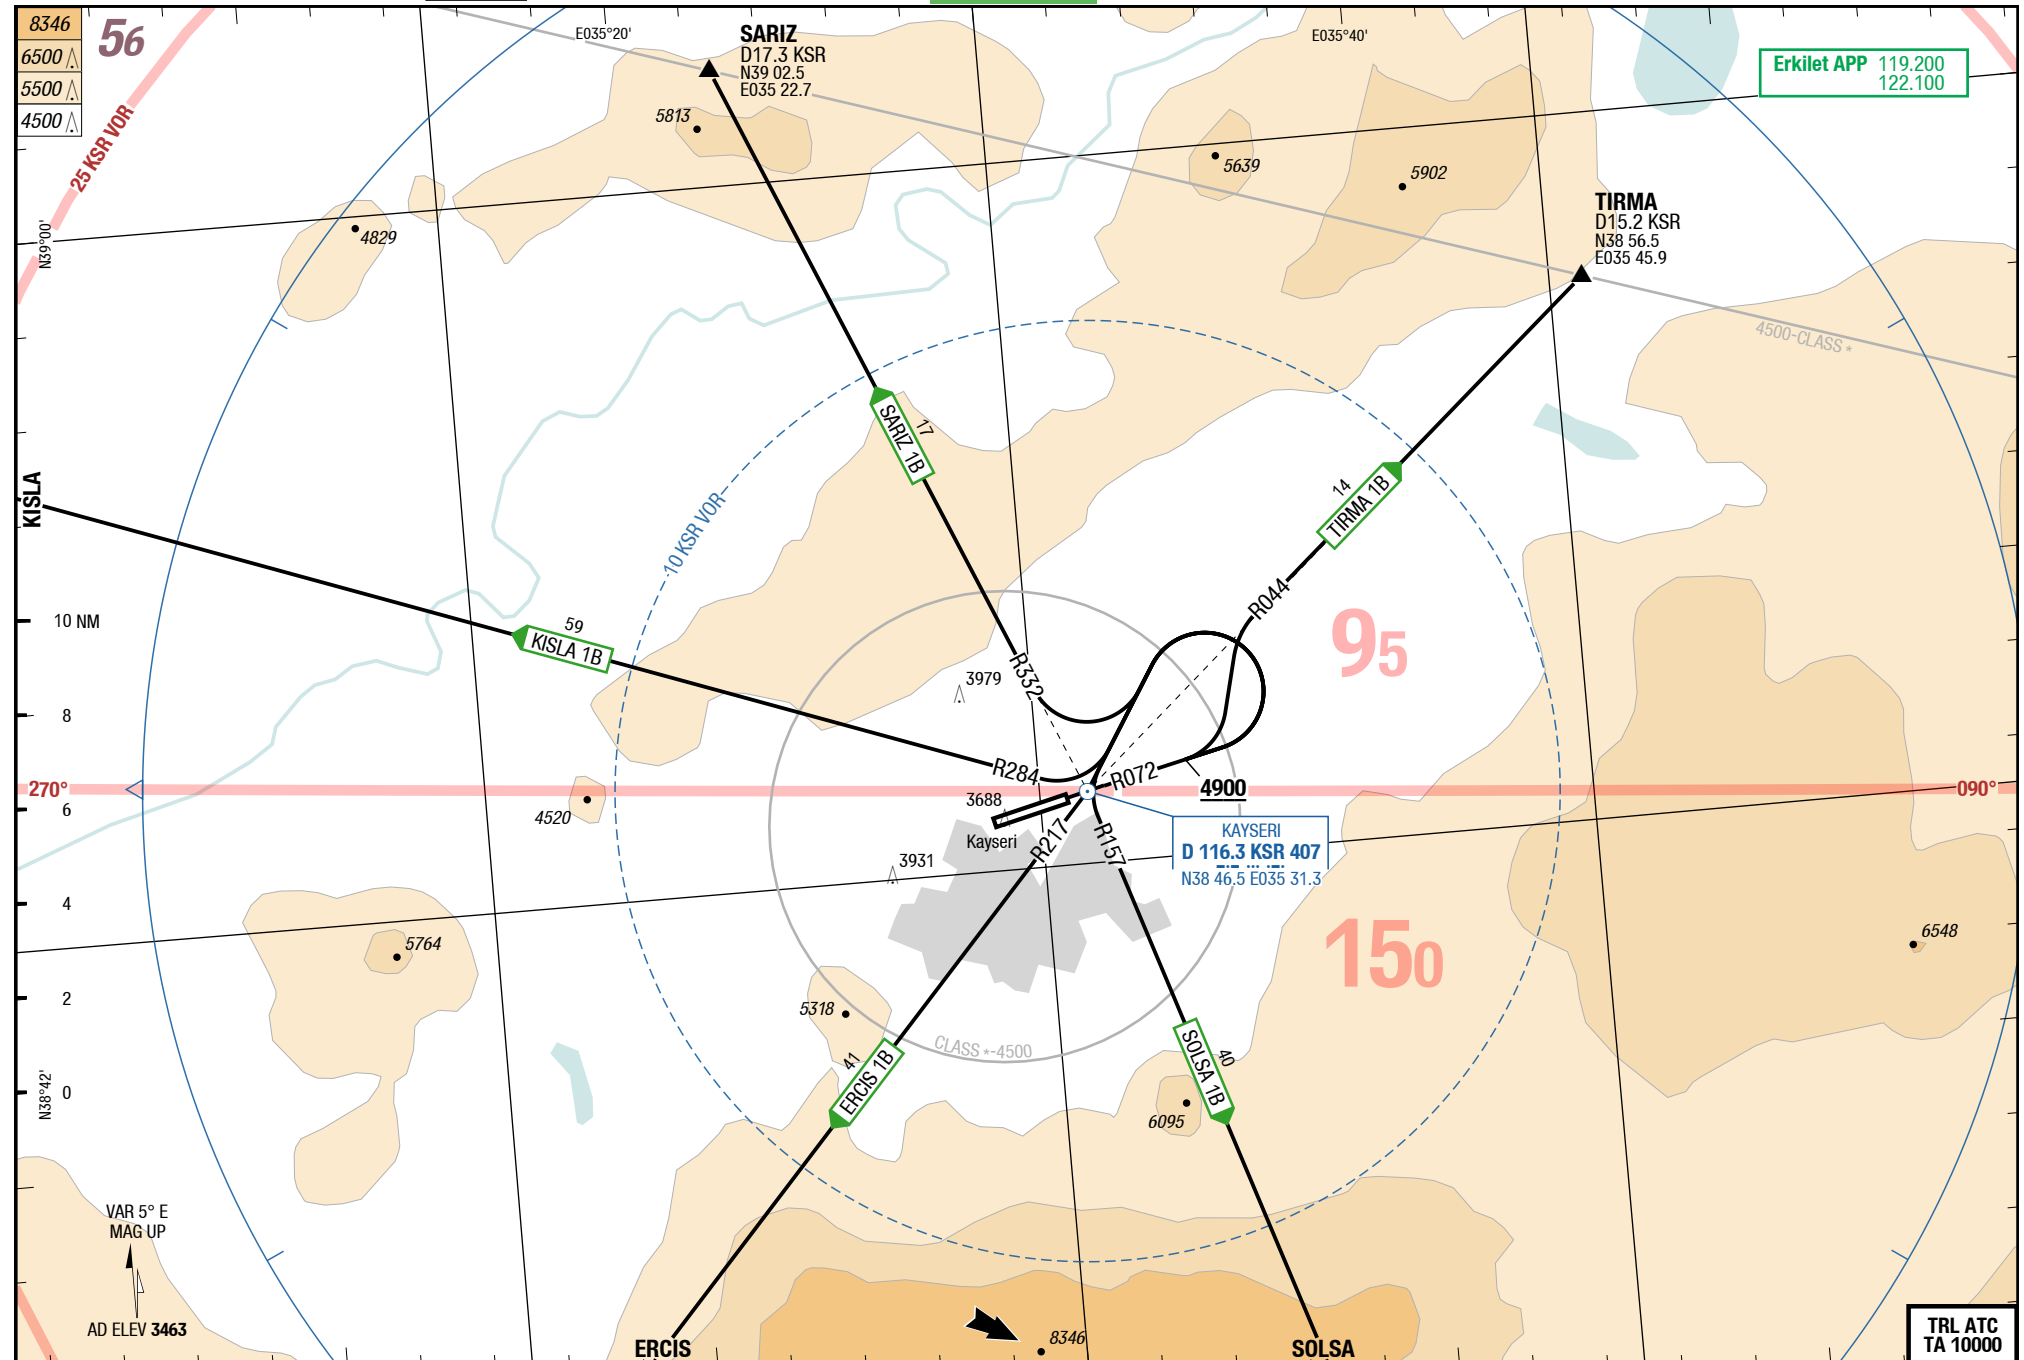 8346
6500
5500
4500
56
25 KSR VOR
E035°20'
SARIZ
D17.3 KSR
N39 02.5
E035 22.7
E035°40'
Erkilet APP 119.200
122.100
5813
5639
5902
TIRMA
D15.2 KSR
N38 56.5
E035 45.9
N39°00'
4829
4500-CLASS *
17
SARIZ 1B
14
TIRMA 1B
KISLA
10 KSR VOR
R044
10 NM
59
KISLA 1B
95
R332
3979
8
R284
R072
270°
4900
090°
3688
6
4520
Kayseri
R217
R157
KAYSERI
D 116.3 KSR 407
N38 46.5 E035 31.3
3931
4
5764
150
6548
2
5318
CLASS *-4500
41
ERCIS 1B
SOLSA 1B
40
N38°42'
0
6095
VAR 5° E
MAG UP
AD ELEV 3463
ERCIS
8346
SOLSA
TRL ATC
TA 10000